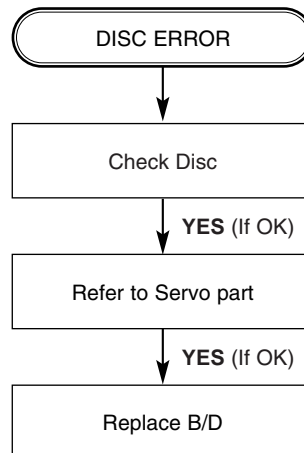 DISC ERROR
Check Disc
YES (If OK)
Refer to Servo part
YES (If OK)
Replace B/D